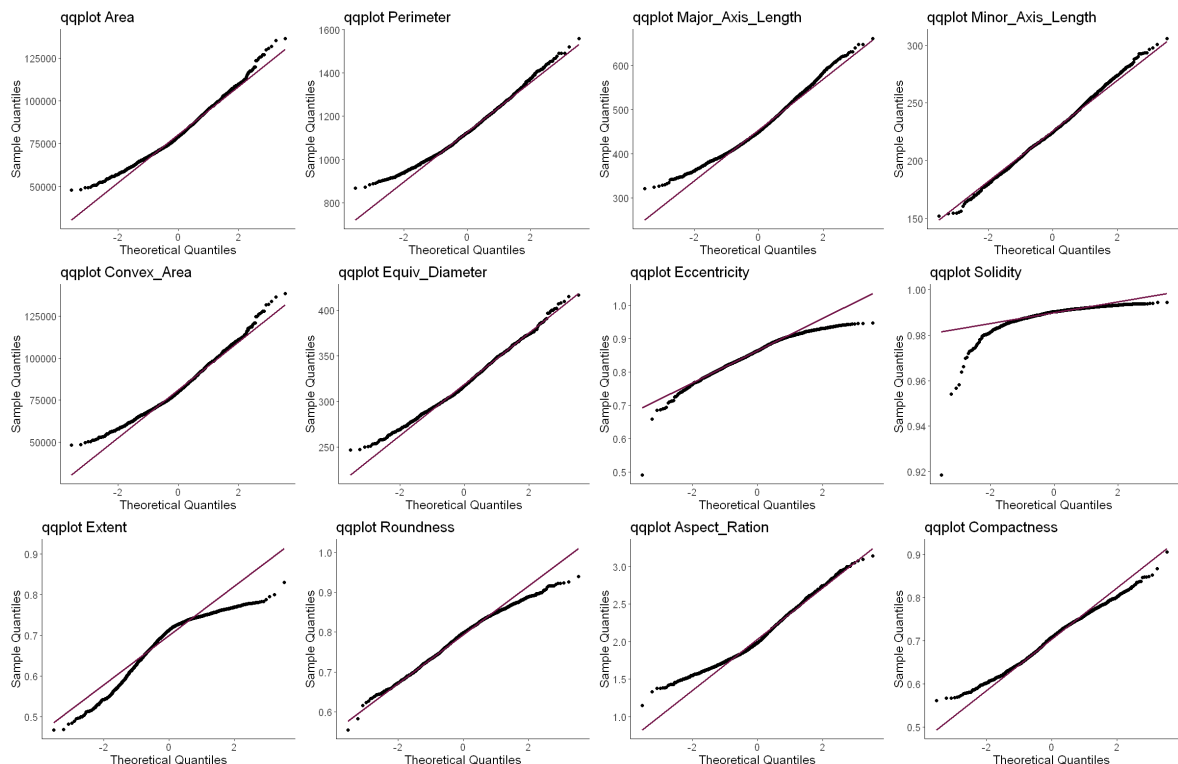 qqplot Area
125000
100000
75000
50000
Sample Quantiles
-2 0 2
Theoretical Quantiles
qqplot Perimeter
1600
1400
1200
1000
800
Sample Quantiles
-2 0 2
Theoretical Quantiles
qqplot Major_Axis_Length
600
500
400
300
Sample Quantiles
-2 0 2
Theoretical Quantiles
qqplot Minor_Axis_Length
300
250
200
150
Sample Quantiles
-2 0 2
Theoretical Quantiles
qqplot Convex_Area
125000
100000
75000
50000
Sample Quantiles
-2 0 2
Theoretical Quantiles
qqplot Equiv_Diameter
400
350
300
250
Sample Quantiles
-2 0 2
Theoretical Quantiles
qqplot Eccentricity
1.0
0.9
0.8
0.7
0.6
0.5
Sample Quantiles
-2 0 2
Theoretical Quantiles
qqplot Solidity
1.00
0.98
0.96
0.94
0.92
Sample Quantiles
-2 0 2
Theoretical Quantiles
qqplot Extent
0.9
0.8
0.7
0.6
0.5
Sample Quantiles
-2 0 2
Theoretical Quantiles
qqplot Roundness
1.0
0.9
0.8
0.7
0.6
Sample Quantiles
-2 0 2
Theoretical Quantiles
qqplot Aspect_Ration
3.0
2.5
2.0
1.5
1.0
Sample Quantiles
-2 0 2
Theoretical Quantiles
qqplot Compactness
0.9
0.8
0.7
0.6
0.5
Sample Quantiles
-2 0 2
Theoretical Quantiles